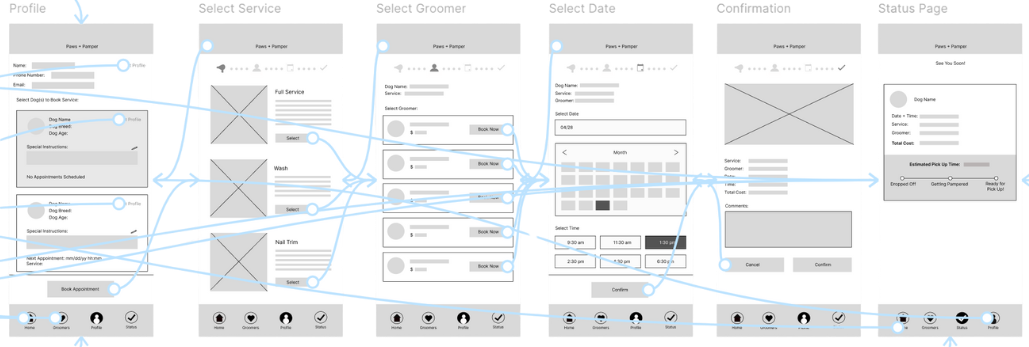 Profile
Paws + Pamper
Name:
Profile
Phone Number:
Email:
Select Dog(s) to Book Service:
Dog Name
Profile
Dog Breed:
Dog Age:
Special Instructions:
No Appointments Scheduled
Dog Name
Profile
Dog Breed:
Dog Age:
Special Instructions:
Next Appointment: mm/dd/yy hh:mm
Service:
Book Appointment
Home
Groomers
Profile
Status
Select Service
Paws + Pamper
Full Service
Select
Wash
Select
Nail Trim
Select
Home
Groomers
Profile
Status
Select Groomer
Paws + Pamper
Dog Name:
Service:
Select Groomer:
$
Book Now
$
Book Now
$
Book Now
$
Book Now
$
Book Now
Home
Groomers
Profile
Status
Select Date
Paws + Pamper
Dog Name:
Service:
Groomer:
Select Date
04/28
< Month >
Select Time
9:30 am
11:30 am
1:30 pm
2:30 pm
Confirm
Home
Groomers
Profile
Status
Confirmation
Paws + Pamper
Service:
Groomer:
Date:
Time:
Total Cost:
Comments:
Cancel
Confirm
Home
Groomers
Profile
Status
Status Page
Paws + Pamper
See You Soon!
Dog Name
Date + Time:
Service:
Groomer:
Total Cost:
Estimated Pick Up Time:
Dropped Off!
Getting Pampered
Ready for
Pick Up!
Home
Groomers
Status
Profile